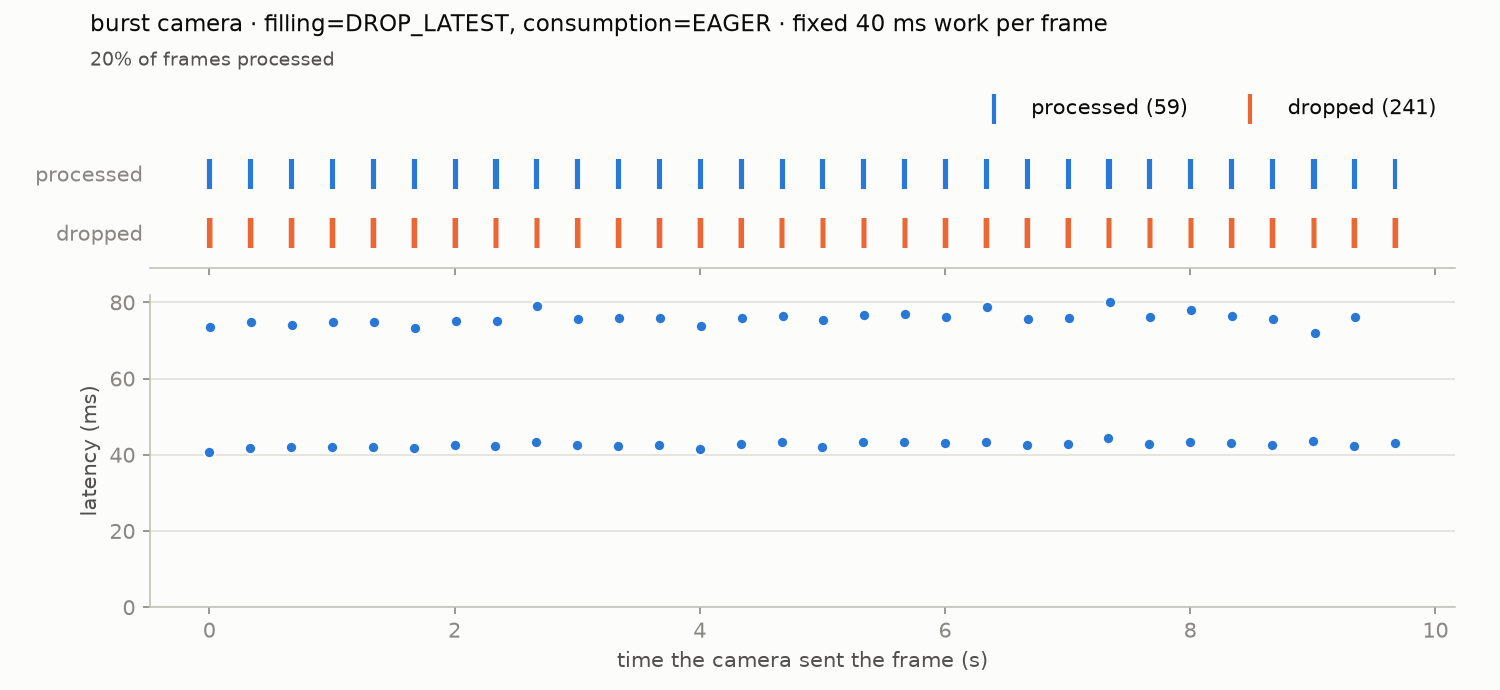 burst camera · filling=DROP_LATEST, consumption=EAGER · fixed 40 ms work per frame
20% of frames processed
processed (59) dropped (241)
processed
dropped
80
60
40
20
0
latency (ms)
0 2 4 6 8 10
time the camera sent the frame (s)